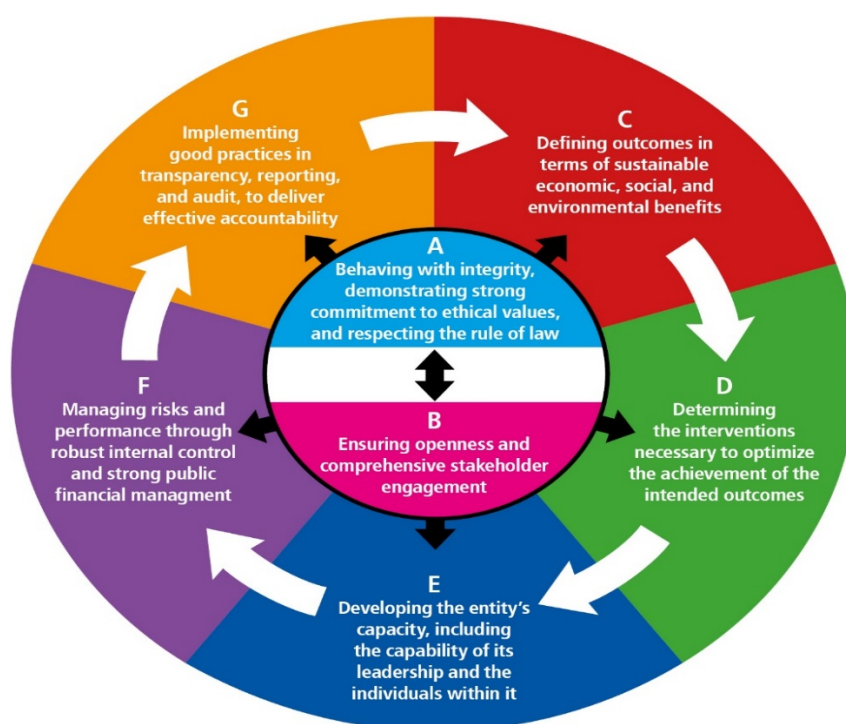 G
Implementing
good practices in
transparency, reporting,
and audit, to deliver
effective accountability
C
Defining outcomes in
terms of sustainable
economic, social, and
environmental benefits
A
Behaving with integrity,
demonstrating strong
commitment to ethical values,
and respecting the rule of law
B
Ensuring openness and
comprehensive stakeholder
engagement
F
Managing risks and
performance through
robust internal control
and strong public
financial managment
D
Determining
the interventions
necessary to optimize
the achievement of the
intended outcomes
E
Developing the entity’s
capacity, including
the capability of its
leadership and the
individuals within it